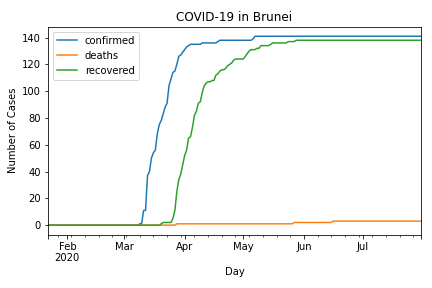 COVID-19 in Brunei
confirmed
deaths
recovered
Number of Cases
140
120
100
80
60
40
20
0
Feb Mar Apr May Jun Jul
2020
Day